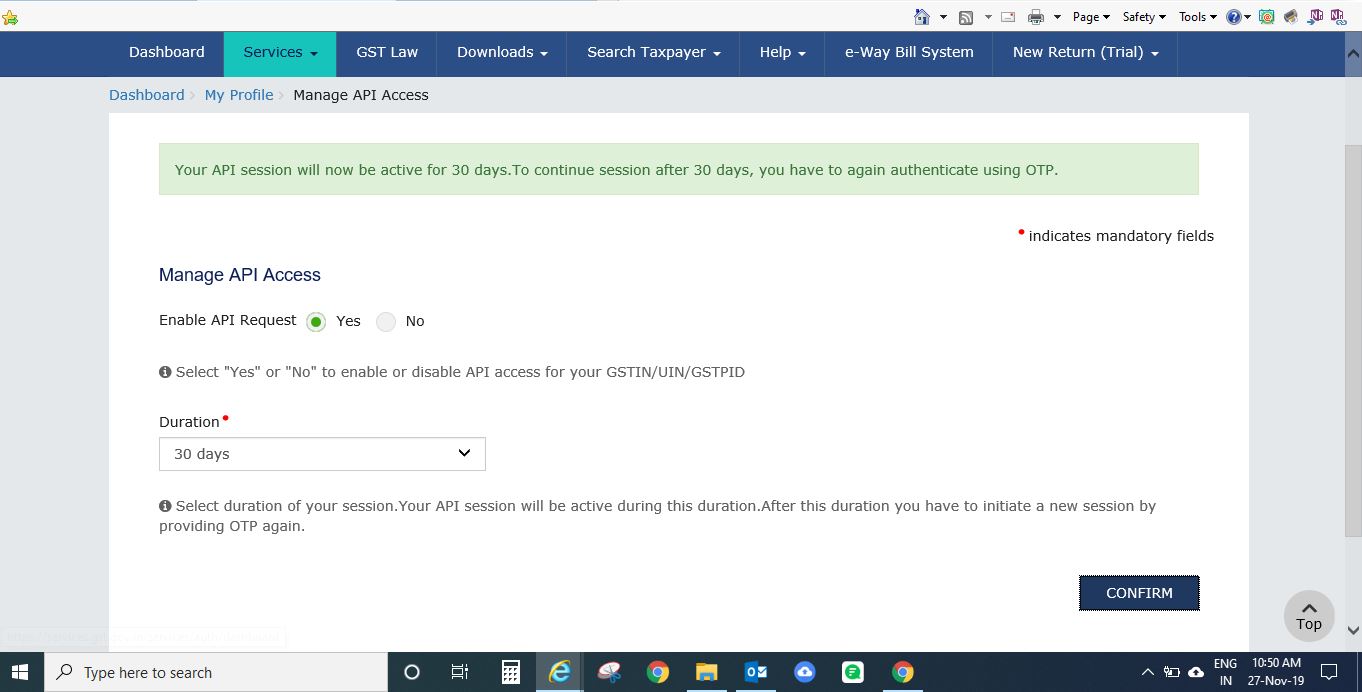 Page Safety Tools
Dashboard Services GST Law Downloads Search Taxpayer Help e-Way Bill System New Return (Trial)
Dashboard My Profile Manage API Access
Your API session will now be active for 30 days.To continue session after 30 days, you have to again authenticate using OTP.
• indicates mandatory fields
Manage API Access
Enable API Request Yes No
Select "Yes" or "No" to enable or disable API access for your GSTIN/UIN/GSTPID
Duration•
30 days
Select duration of your session.Your API session will be active during this duration.After this duration you have to initiate a new session by
providing OTP again.
CONFIRM
Top
Type here to search
ENG 10:50 AM
IN 27-Nov-19